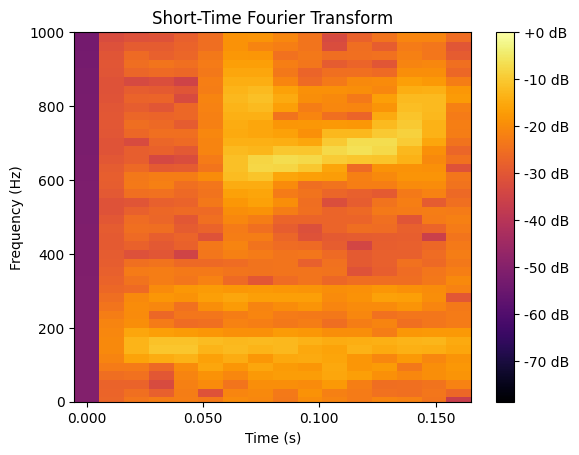 Short-Time Fourier Transform
Frequency (Hz)
1000
800
600
400
200
0
0.000
0.050
0.100
0.150
Time (s)
+0 dB
-10 dB
-20 dB
-30 dB
-40 dB
-50 dB
-60 dB
-70 dB